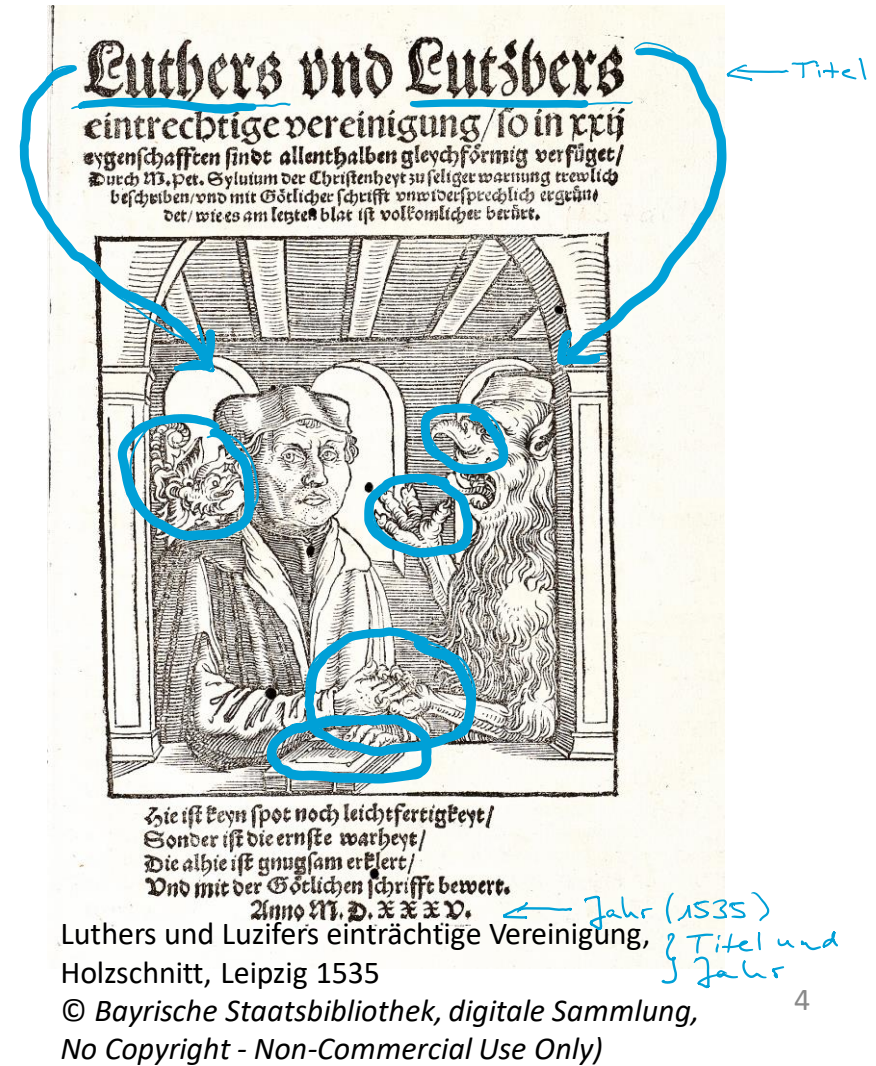 Luthers vnd Lutzbers
← Titel
eintrechtige vereinigung/so in xxij
eygenschafften sindt allenthalben gleychförmig verfüget/
Durch M. Pet. Syluium der Christenheyt zu seliger warnung trewlich
beschriben/vnd mit Götlicher schrifft vnwidersprechlich ergrün-
det/wie es am letzten blat ist volkomlicher berürt.
Hie ist keyn spot noch leichtfertigkeyt/
Sonder ist die ernste warheyt/
Die alhie ist gnugsam erklert/
Vnd mit der Götlichen schrifft bewert.
Anno M. D. X X X V.
← Jahr (1535)
Luthers und Luzifers einträchtige Vereinigung,
} Titel und
Jahr
Holzschnitt, Leipzig 1535
© Bayrische Staatsbibliothek, digitale Sammlung,
4
No Copyright - Non-Commercial Use Only)